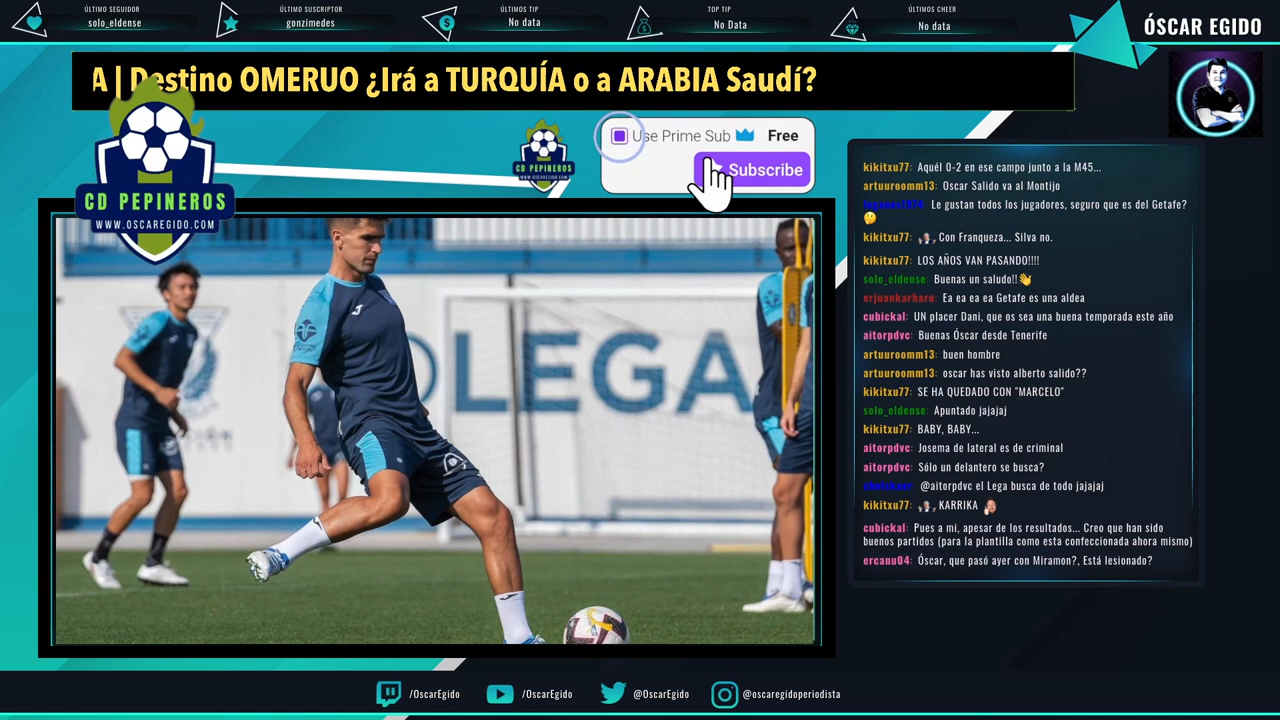 ÚLTIMO SEGUIDOR
solo_eldense
ÚLTIMO SUSCRIPTOR
gonzimedes
ÚLTIMOS TIP
No data
TOP TIP
No Data
ÚLTIMOS CHEER
No data
ÓSCAR EGIDO
A | Destino OMERUO ¿Irá a TURQUÍA o a ARABIA Saudí?
CD PEPINEROS
WWW.OSCAREGIDO.COM
CD PEPINEROS
WWW.OSCAREGIDO.COM
Use Prime Sub Free
Subscribe
LEGA
kikitxu77: Aquél 0-2 en ese campo junto a la M45...
artuuroomm13: Oscar Salido va al Montijo
Le gustan todos los jugadores, seguro que es del Getafe?
kikitxu77: Con Franqueza... Silva no.
kikitxu77: LOS AÑOS VAN PASANDO!!!!
solo_eldense: Buenas un saludo!!
erjuankarharu: Ea ea ea ea Getafe es una aldea
cubickal: UN placer Dani, que os sea una buena temporada este año
aitorpdvc: Buenas Óscar desde Tenerife
artuuroomm13: buen hombre
artuuroomm13: oscar has visto alberto salido??
kikitxu77: SE HA QUEDADO CON "MARCELO"
solo_eldense: Apuntado jajajaj
kikitxu77: BABY, BABY...
aitorpdvc: Josema de lateral es de criminal
aitorpdvc: Sólo un delantero se busca?
@aitorpdvc el Lega busca de todo jajajaj
kikitxu77: KARRIKA
cubickal: Pues a mi, apesar de los resultados... Creo que han sido
buenos partidos (para la plantilla como esta confeccionada ahora mismo)
ercanu04: Óscar, que pasó ayer con Miramon?, Está lesionado?
/OscarEgido
/OscarEgido
@OscarEgido
@oscaregidoperiodista